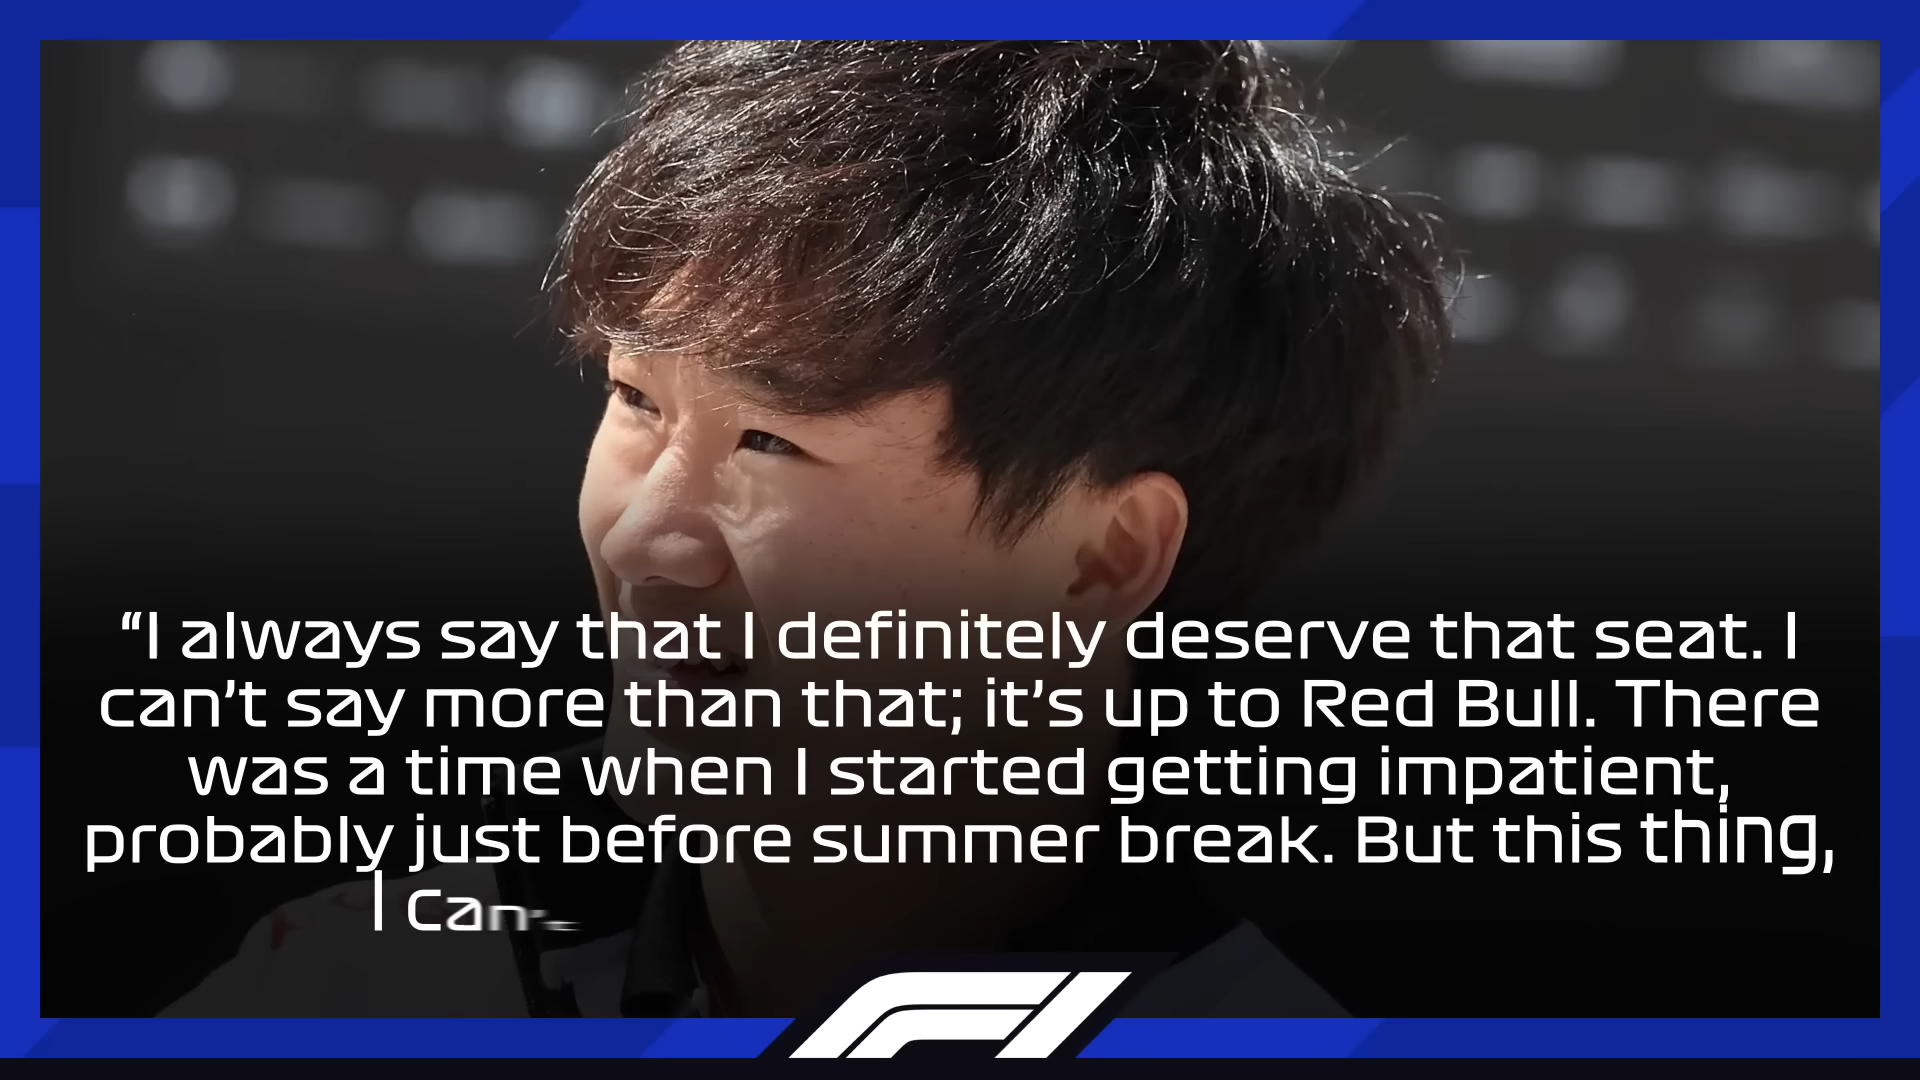 “I always say that I definitely deserve that seat. I
can’t say more than that; it’s up to Red Bull. There
was a time when I started getting impatient,
probably just before summer break. But this thing,
I can
F1